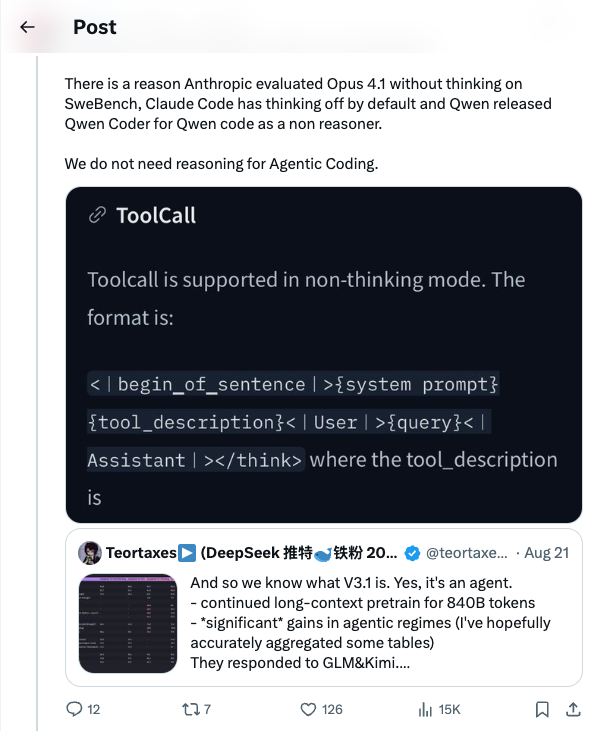 Post
There is a reason Anthropic evaluated Opus 4.1 without thinking on
SweBench, Claude Code has thinking off by default and Qwen released
Qwen Coder for Qwen code as a non reasoner.
We do not need reasoning for Agentic Coding.
ToolCall
Toolcall is supported in non-thinking mode. The
format is:
<｜begin▁of▁sentence｜>{system prompt}
{tool_description}<｜User｜>{query}<｜
Assistant｜></think> where the tool_description
is
Teortaxes▶️ (DeepSeek 推特🐋铁粉 20... @teortaxe... · Aug 21
And so we know what V3.1 is. Yes, it's an agent.
- continued long-context pretrain for 840B tokens
- *significant* gains in agentic regimes (I've hopefully
accurately aggregated some tables)
They responded to GLM&Kimi....
12 7 126 15K